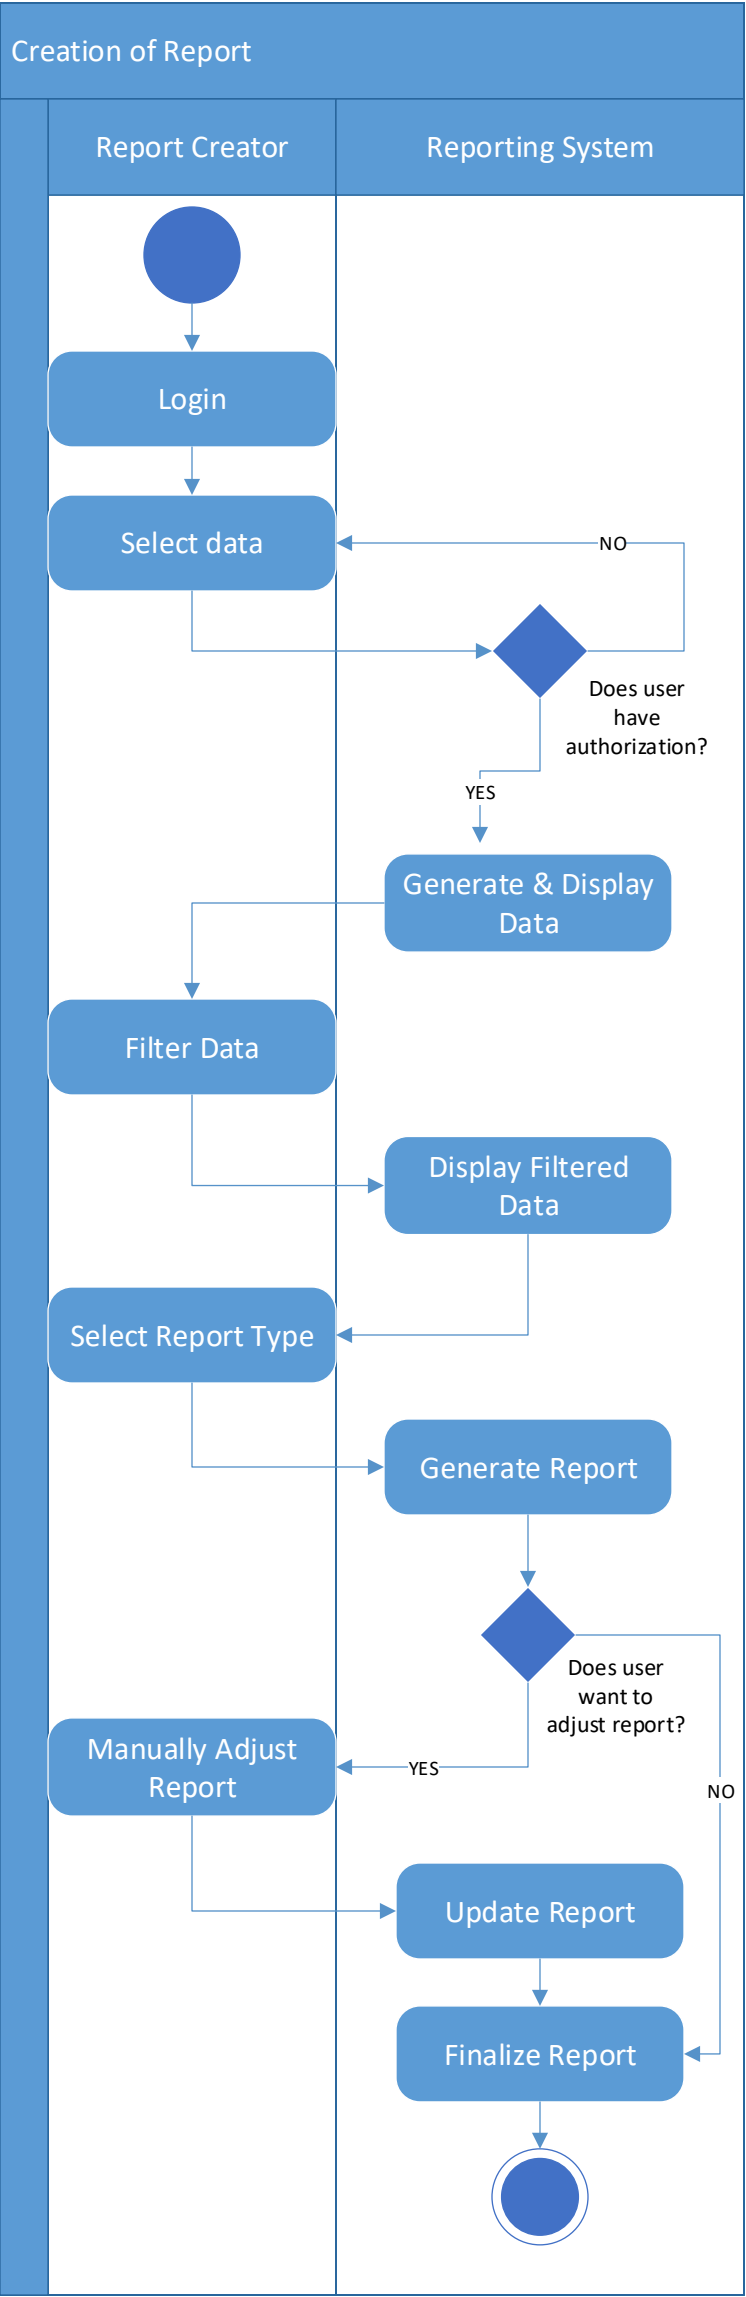 Creation of Report
Report Creator
Reporting System
Login
Select data
NO
Does user
have
authorization?
YES
Generate & Display
Data
Filter Data
Display Filtered
Data
Select Report Type
Generate Report
Does user
want to
adjust report?
Manually Adjust
Report
YES
NO
Update Report
Finalize Report